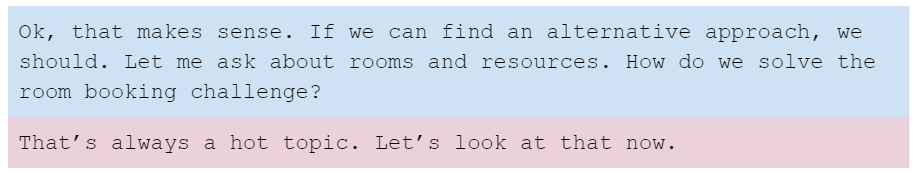 Ok, that makes sense. If we can find an alternative approach, we
should. Let me ask about rooms and resources. How do we solve the
room booking challenge?
That’s always a hot topic. Let’s look at that now.